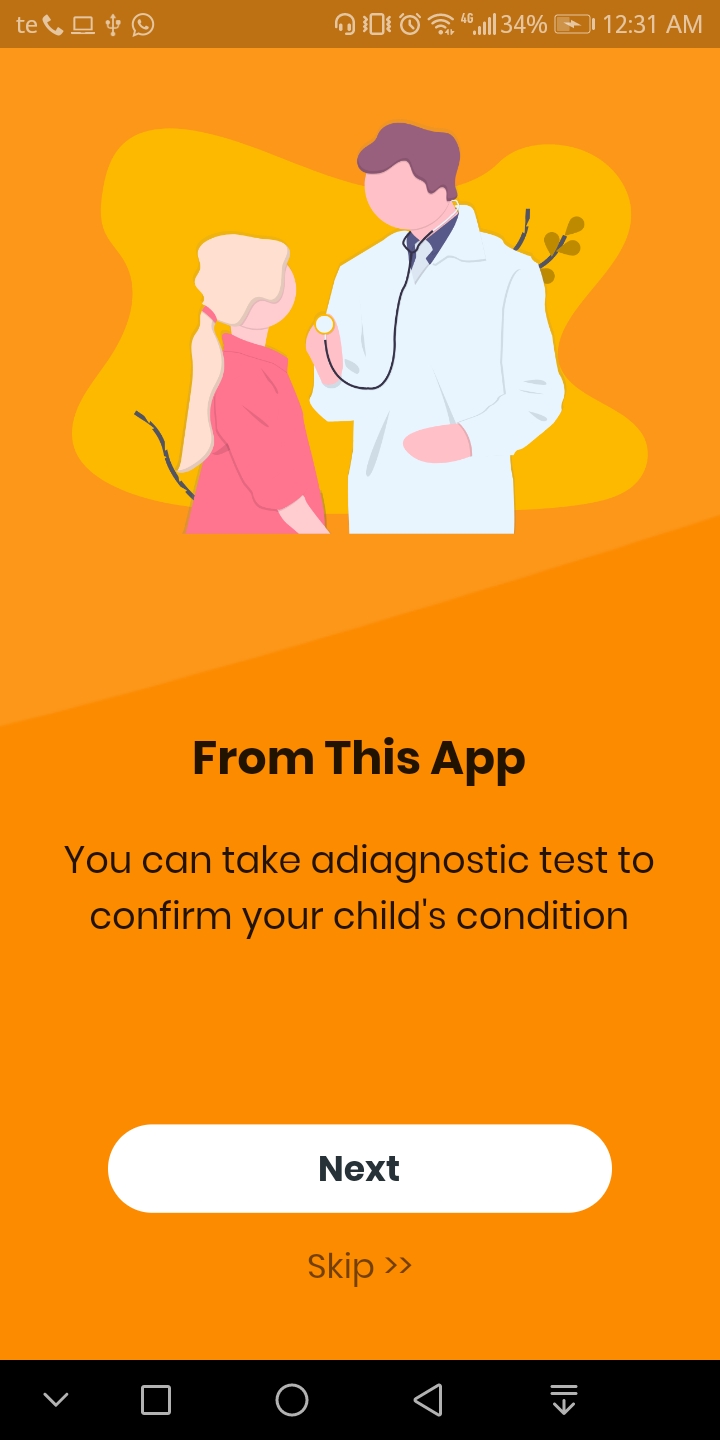 te 4G 34% 12:31 AM
From This App
You can take adiagnostic test to
confirm your child's condition
Next
Skip >>